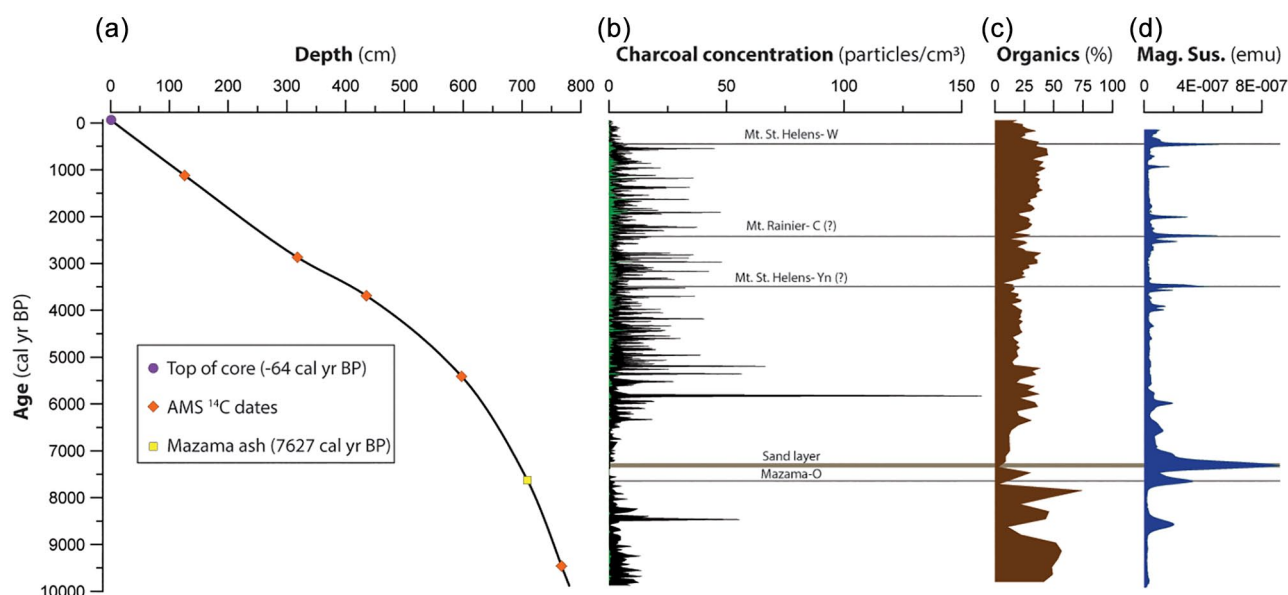 (a)
(b)
(c)
(d)
Depth (cm)
Charcoal concentration (particles/cm³)
Organics (%)
Mag. Sus. (emu)
0 100 200 300 400 500 600 700 800
0 50 100 150
0 25 50 75 100
0 4E-007 8E-007
Age (cal yr BP)
0
1000
2000
3000
4000
5000
6000
7000
8000
9000
10000
Top of core (-64 cal yr BP)
AMS ¹⁴C dates
Mazama ash (7627 cal yr BP)
Mt. St. Helens- W
Mt. Rainier- C (?)
Mt. St. Helens- Yn (?)
Sand layer
Mazama-O